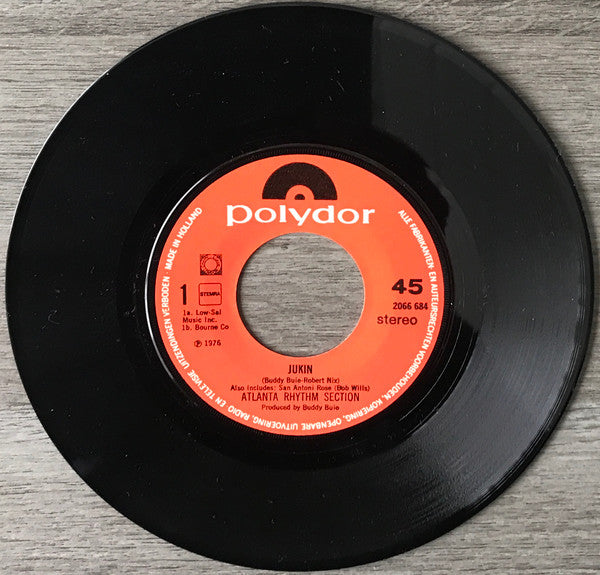 polydor
1
STEMRA
1a. Low-Sal
Music Inc.
1b. Bourne Co
℗ 1976
45
2066 684
stereo
JUKIN
(Buddy Buie-Robert Nix)
Also includes: San Antoni Rose (Bob Wills)
ATLANTA RHYTHM SECTION
Produced by Buddy Buie
ALLE FABRIKANTEN- EN AUTEURSRECHTEN VOORBEHOUDEN, KOPIERING, OPENBARE UITVOERING, RADIO EN TELEVISIE UITZENDINGEN VERBODEN · MADE IN HOLLAND